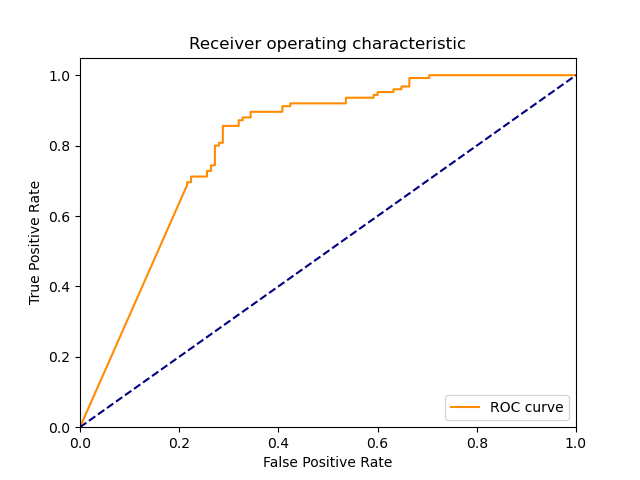 Receiver operating characteristic
1.0
0.8
0.6
0.4
0.2
0.0
True Positive Rate
0.0 0.2 0.4 0.6 0.8 1.0
False Positive Rate
ROC curve